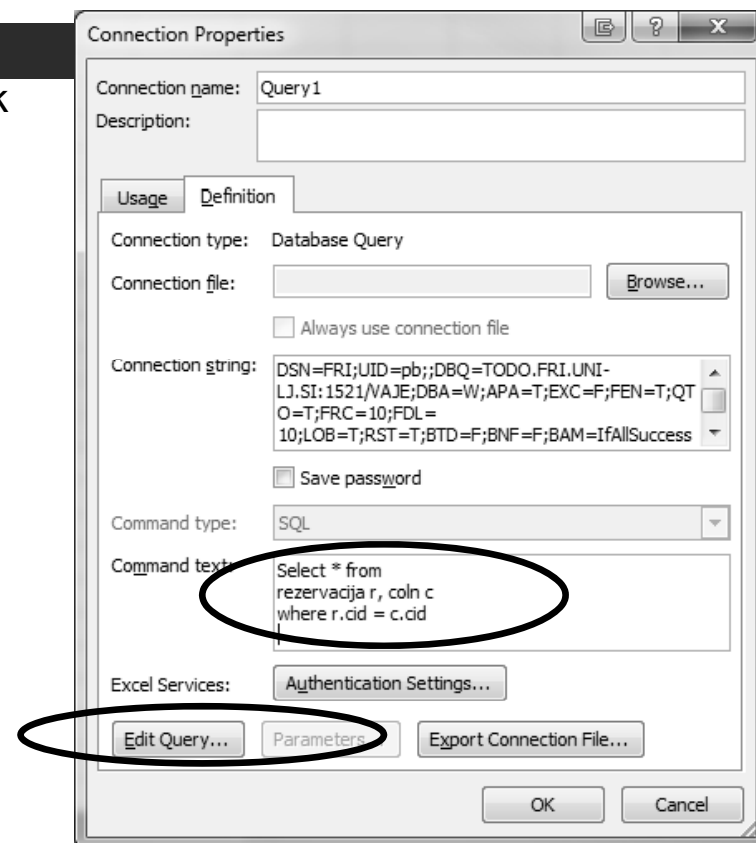 Connection Properties
?
X
K
Connection name: Query1
Description:
Usage Definition
Connection type: Database Query
Connection file: Browse...
Always use connection file
Connection string: DSN=FRI;UID=pb;;DBQ=TODO.FRI.UNI-
LJ.SI:1521/VAJE;DBA=W;APA=T;EXC=F;FEN=T;QT
O=T;FRC=10;FDL=
10;LOB=T;RST=T;BTD=F;BNF=F;BAM=IfAllSuccess
Save password
Command type: SQL
Command text: Select * from
rezervacija r, coln c
where r.cid = c.cid
Excel Services: Authentication Settings...
Edit Query... Parameters... Export Connection File...
OK Cancel